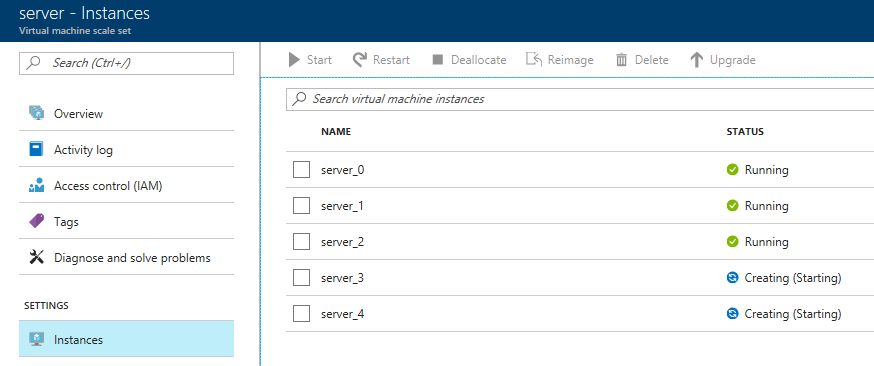 server - Instances
Virtual machine scale set
Search (Ctrl+/)
Overview
Activity log
Access control (IAM)
Tags
Diagnose and solve problems
SETTINGS
Instances
Start Restart Deallocate Reimage Delete Upgrade
Search virtual machine instances
NAME STATUS
server_0 Running
server_1 Running
server_2 Running
server_3 Creating (Starting)
server_4 Creating (Starting)